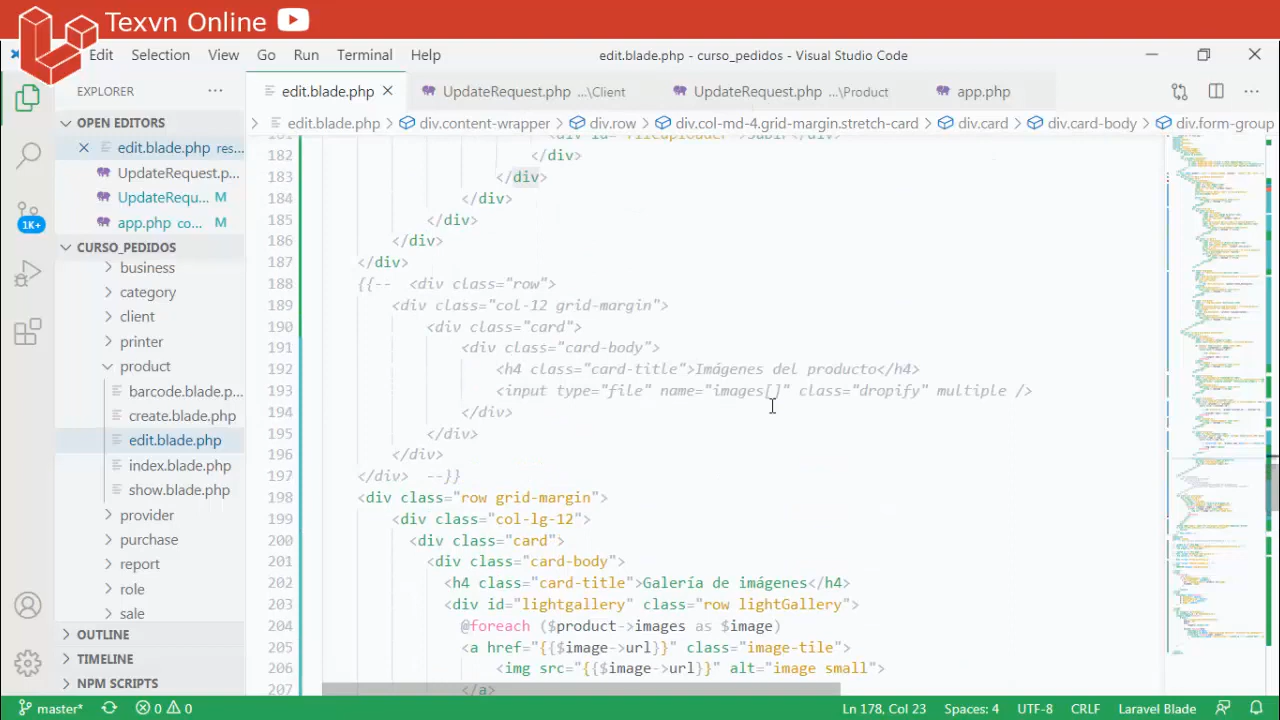 Texvn Online
Edit Selection View Go Run Terminal Help
edit.blade.php - curso_pedidos - Visual Studio Code
EXPLORER
edit.blade.php
UpdateRequest.php ...\Client
UpdateRequest.php ...\Product
app.php
OPEN EDITORS
edit.blade.php > div.content-wrapper > div.row > div.col-md-4.grid-margin.stretch-card > div.card > div.card-body > div.form-group
edit.blade.php res...
UpdateRequest.p...
UpdateRequ... M
app.php co... M
1K+
CURSO_PEDIDOS
business
category
client
printer
product
barcode.blade.p...
create.blade.php
edit.blade.php
index.blade.php
show.blade.php
provider
purchase
report
role
sale
OUTLINE
TIMELINE
NPM SCRIPTS
182 </div>
183 </div>
184 </div>
185 </div>
186 </div>
187 </div>
188 {{-- <div class=
189 <div class= grid-margin">
190 <div class="card">
191 <div class="card-body">
192 class="card-title">Imágenes del producto</h4>
193 type="file" name="images[]" class="dropify" multiple />
194 </div>
195 </div>
196 </div>
197 </div> --}}
198 <div class="row grid-margin">
199 <div class="col-lg-12">
200 <div class="card">
201 <div class="card-body">
202 <h4 class="card-title">Galería de imágenes</h4>
203 <div id="lightgallery" class="row lightGallery">
204 @foreach ($product->images as $image
205 <a href="{{$image->url}}" class="image-tile">
206 <img src="{{$image->url}}" alt="image small">
207 </a>
master* 0 0 Ln 178, Col 23 Spaces: 4 UTF-8 CRLF Laravel Blade